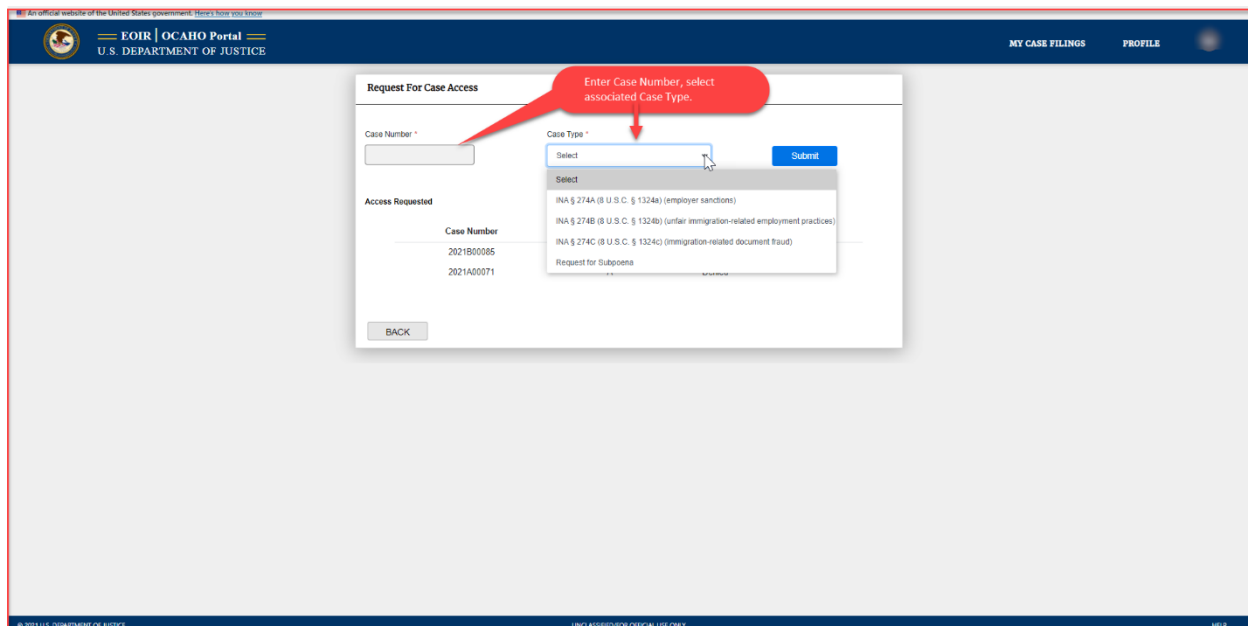 An official website of the United States government. Here's how you know
EOIR | OCAHO Portal
U.S. DEPARTMENT OF JUSTICE
MY CASE FILINGS
PROFILE
Request For Case Access
Enter Case Number, select
associated Case Type.
Case Number *
Case Type *
Select
Submit
Select
INA § 274A (8 U.S.C. § 1324a) (employer sanctions)
INA § 274B (8 U.S.C. § 1324b) (unfair immigration-related employment practices)
INA § 274C (8 U.S.C. § 1324c) (immigration-related document fraud)
Request for Subpoena
Access Requested
Case Number
2021B00085
2021A00071
BACK
© 2021 U.S. DEPARTMENT OF JUSTICE
UNCLASSIFIED/FOR OFFICIAL USE ONLY
HELP